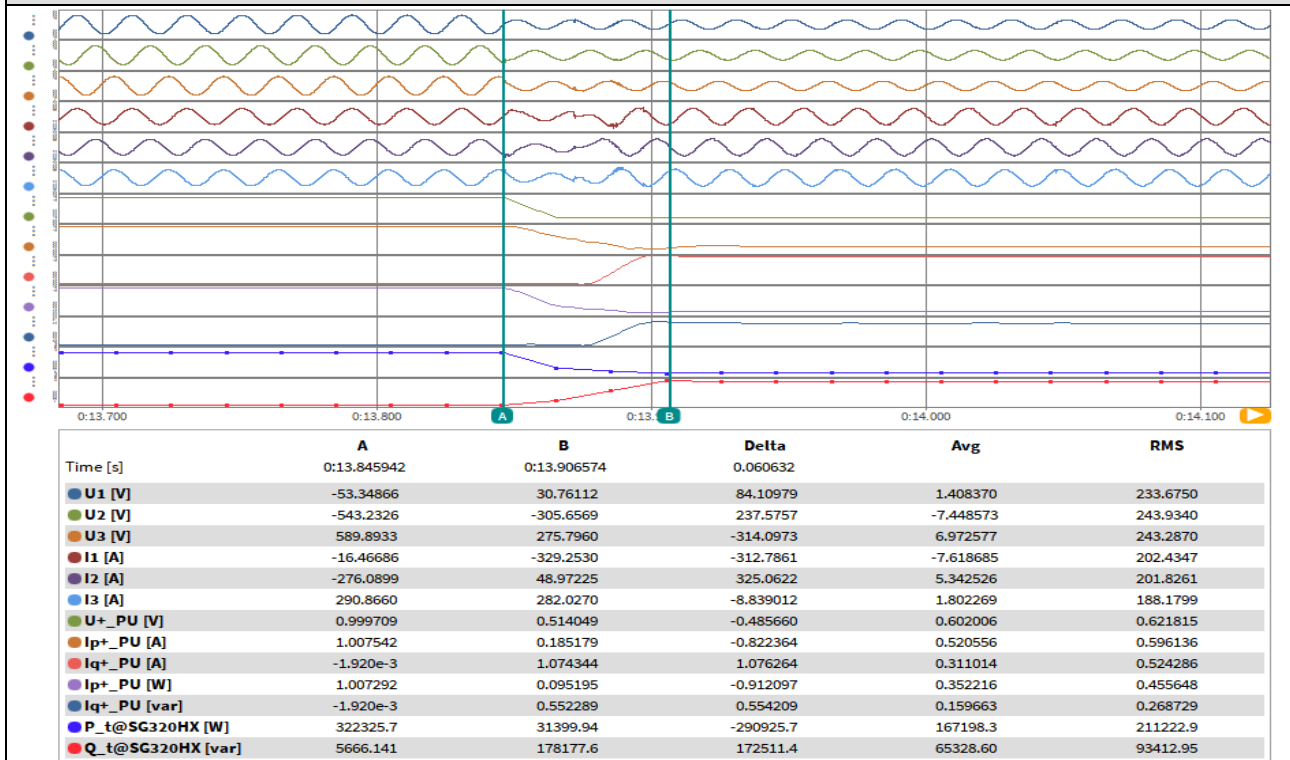 0:13.700 0:13.800 A 0:13.9 B 0:14.000 0:14.100
A B Delta Avg RMS
Time [s] 0:13.845942 0:13.906574 0.060632
U1 [V] -53.34866 30.76112 84.10979 1.408370 233.6750
U2 [V] -543.2326 -305.6569 237.5757 -7.448573 243.9340
U3 [V] 589.8933 275.7960 -314.0973 6.972577 243.2870
I1 [A] -16.46686 -329.2530 -312.7861 -7.618685 202.4347
I2 [A] -276.0899 48.97225 325.0622 5.342526 201.8261
I3 [A] 290.8660 282.0270 -8.839012 1.802269 188.1799
U+_PU [V] 0.999709 0.514049 -0.485660 0.602006 0.621815
Ip+_PU [A] 1.007542 0.185179 -0.822364 0.520556 0.596136
Iq+_PU [A] -1.920e-3 1.074344 1.076264 0.311014 0.524286
Ip+_PU [W] 1.007292 0.095195 -0.912097 0.352216 0.455648
Iq+_PU [var] -1.920e-3 0.552289 0.554209 0.159663 0.268729
P_t@SG320HX [W] 322325.7 31399.94 -290925.7 167198.3 211222.9
Q_t@SG320HX [var] 5666.141 178177.6 172511.4 65328.60 93412.95